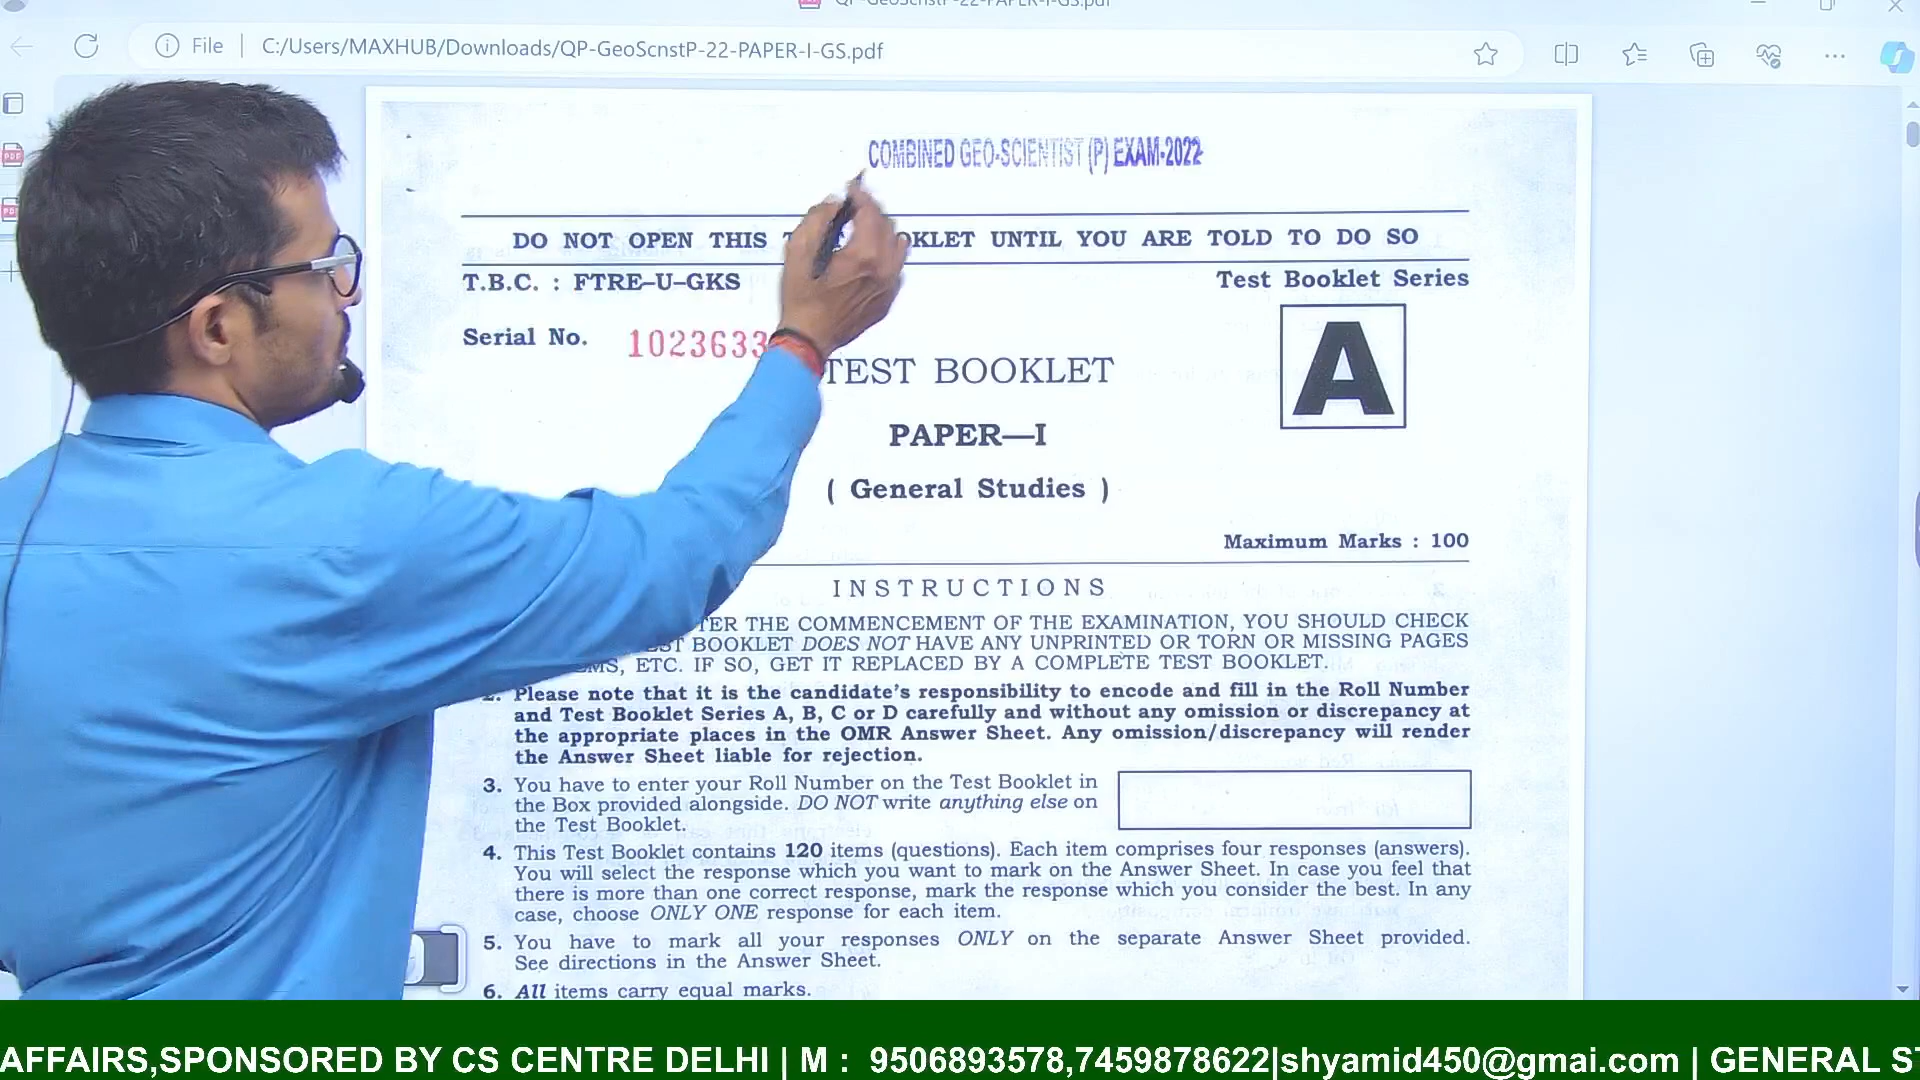 QP-GeoScnstP-22-PAPER-I-GS.pdf
File | C:/Users/MAXHUB/Downloads/QP-GeoScnstP-22-PAPER-I-GS.pdf
COMBINED GEO-SCIENTIST (P) EXAM-2022
DO NOT OPEN THIS T KLET UNTIL YOU ARE TOLD TO DO SO
T.B.C. : FTRE–U–GKS
Test Booklet Series
Serial No. 1023633
A
TEST BOOKLET
PAPER—I
( General Studies )
Maximum Marks : 100
INSTRUCTIONS
TER THE COMMENCEMENT OF THE EXAMINATION, YOU SHOULD CHECK
ST BOOKLET DOES NOT HAVE ANY UNPRINTED OR TORN OR MISSING PAGES
EMS, ETC. IF SO, GET IT REPLACED BY A COMPLETE TEST BOOKLET.
2. Please note that it is the candidate's responsibility to encode and fill in the Roll Number
and Test Booklet Series A, B, C or D carefully and without any omission or discrepancy at
the appropriate places in the OMR Answer Sheet. Any omission/discrepancy will render
the Answer Sheet liable for rejection.
3. You have to enter your Roll Number on the Test Booklet in
the Box provided alongside. DO NOT write anything else on
the Test Booklet.
4. This Test Booklet contains 120 items (questions). Each item comprises four responses (answers).
You will select the response which you want to mark on the Answer Sheet. In case you feel that
there is more than one correct response, mark the response which you consider the best. In any
case, choose ONLY ONE response for each item.
5. You have to mark all your responses ONLY on the separate Answer Sheet provided.
See directions in the Answer Sheet.
6. All items carry equal marks.
AFFAIRS,SPONSORED BY CS CENTRE DELHI | M : 9506893578,7459878622|shyamid450@gmai.com | GENERAL ST